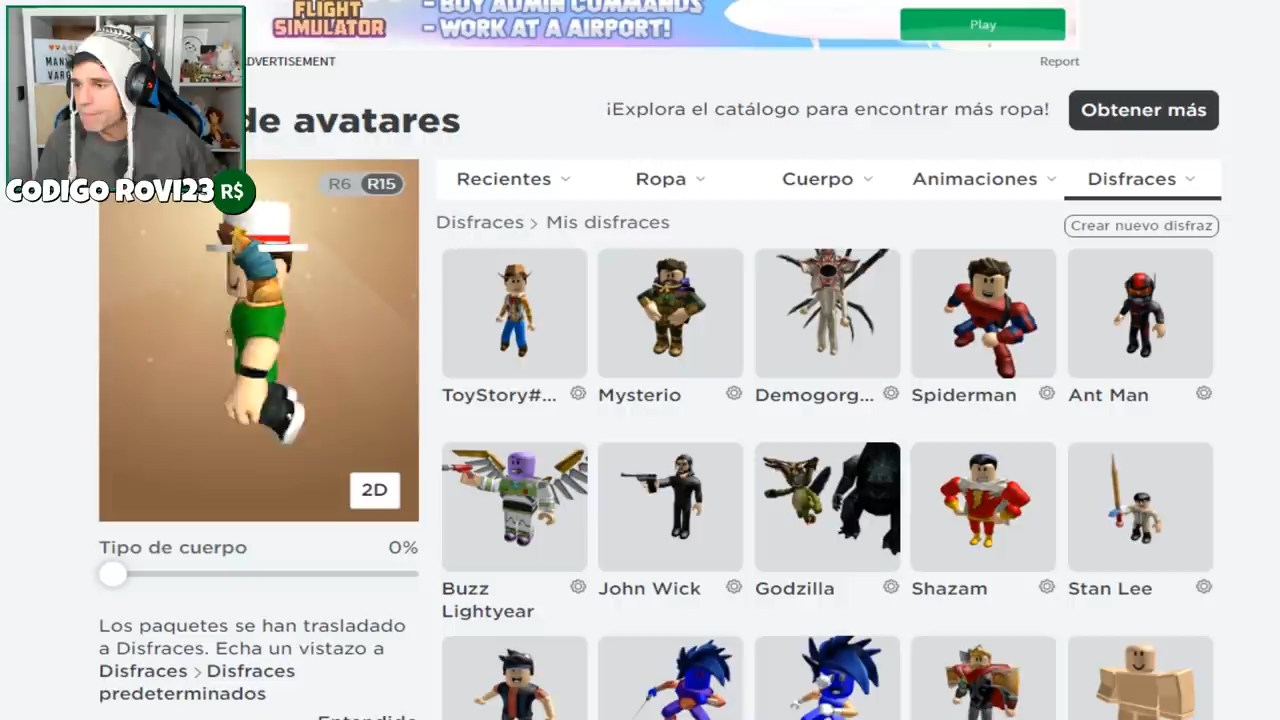 FLIGHT
SIMULATOR
- BUY ADMIN COMMANDS
- WORK AT A AIRPORT!
Play
ADVERTISEMENT
Report
CODIGO ROVI23 R$
de avatares
¡Explora el catálogo para encontrar más ropa!
Obtener más
R6 R15
2D
Tipo de cuerpo 0%
Los paquetes se han trasladado
a Disfraces. Echa un vistazo a
Disfraces > Disfraces
predeterminados
Entendido
Recientes Ropa Cuerpo Animaciones Disfraces
Disfraces > Mis disfraces
Crear nuevo disfraz
ToyStory#... Mysterio Demogorg... Spiderman Ant Man
Buzz
Lightyear
John Wick Godzilla Shazam Stan Lee